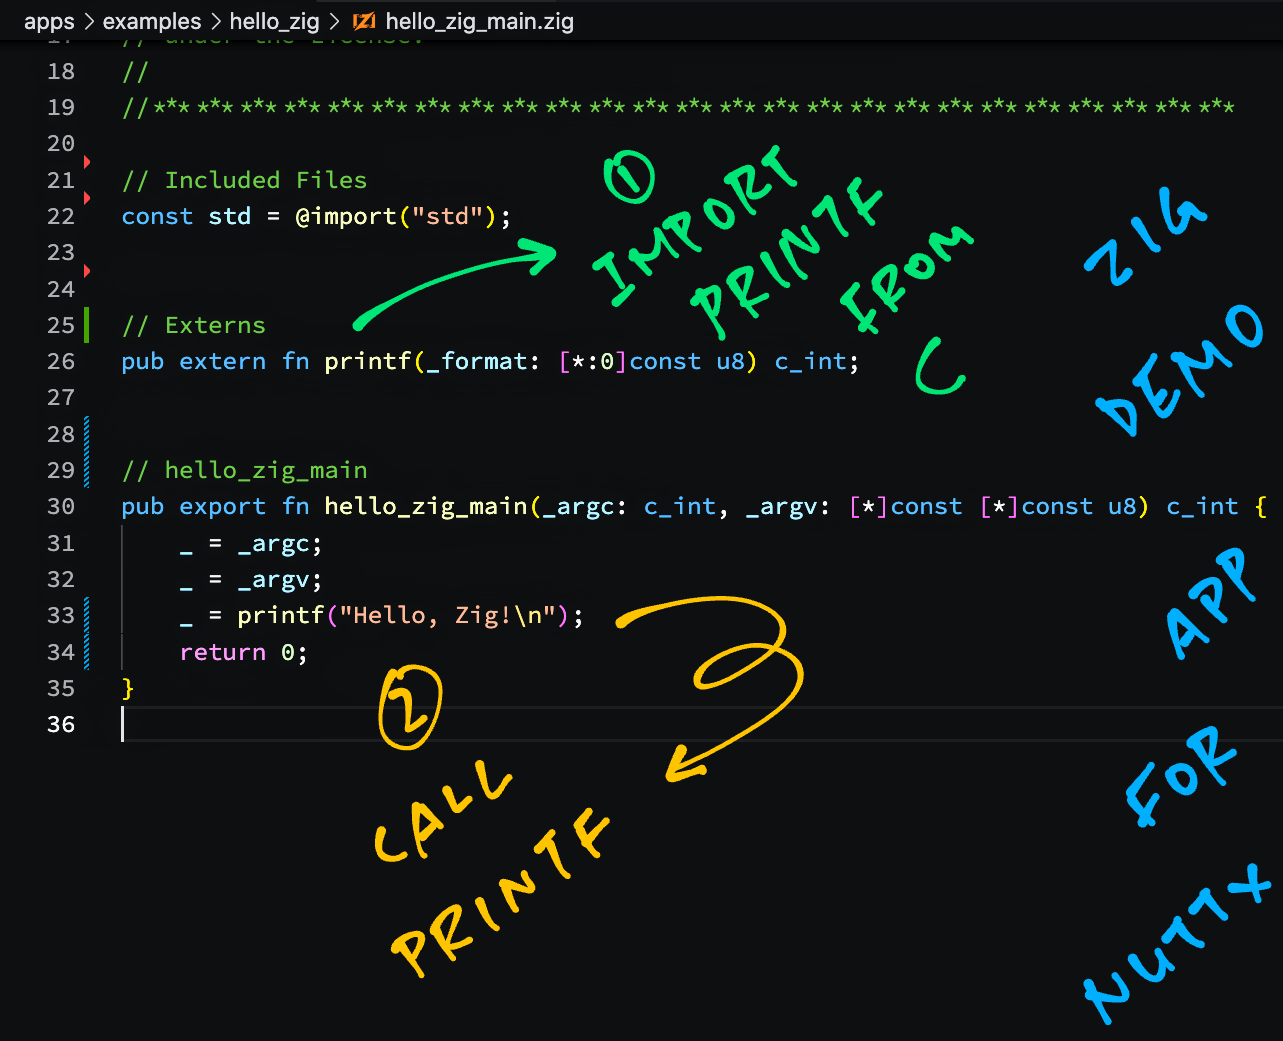 apps > examples > hello_zig > hello_zig_main.zig
17 // under the License.
18 //
19 //***************************************************************************
20
21 // Included Files
22 const std = @import("std");
23
24
25 // Externs
26 pub extern fn printf(_format: [*:0]const u8) c_int;
27
28
29 // hello_zig_main
30 pub export fn hello_zig_main(_argc: c_int, _argv: [*]const [*]const u8) c_int {
31 _ = _argc;
32 _ = _argv;
33 _ = printf("Hello, Zig!\n");
34 return 0;
35 }
36
1
IMPORT
PRINTF
FROM
C
2
CALL
PRINTF
ZIG
DEMO
APP
FOR
NUTTX